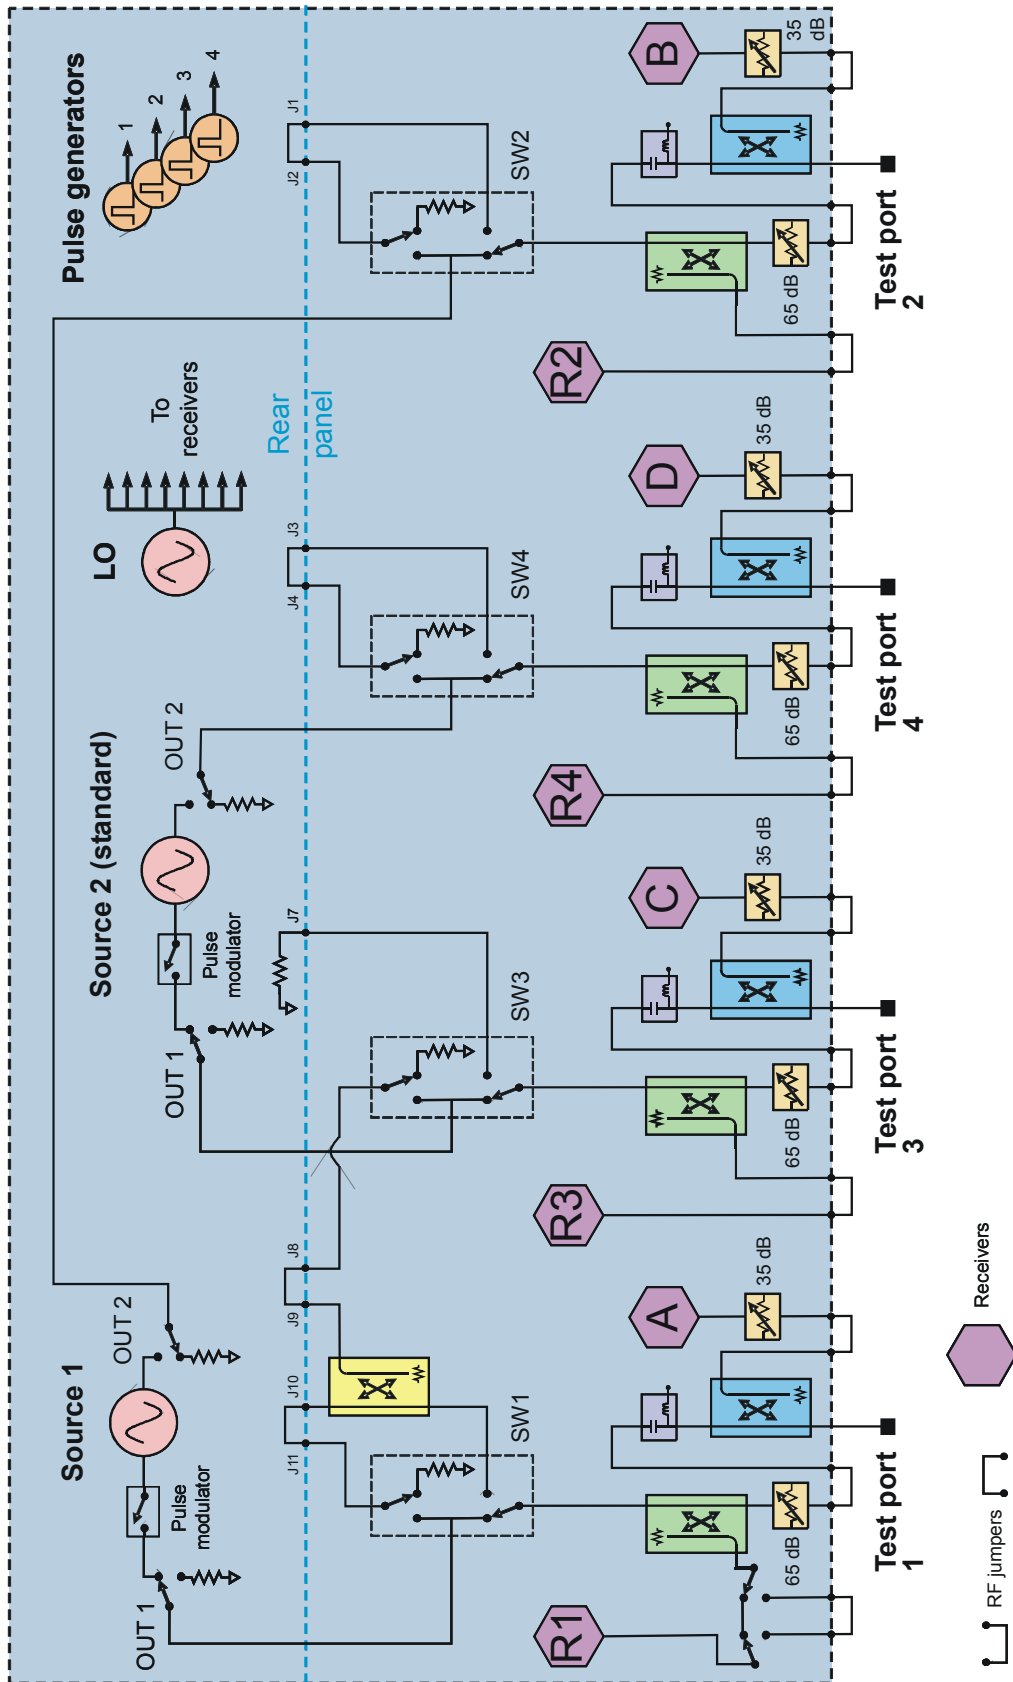 Source 1
OUT 1
Pulse
modulator
OUT 2
Source 2 (standard)
OUT 1
Pulse
modulator
OUT 2
LO
To
receivers
Pulse generators
1
2
3
4
Rear
panel
J11
J10
J9
J8
J7
J4
J3
J2
J1
SW1
SW3
SW4
SW2
R1
A
R3
C
R4
D
R2
B
65 dB
35 dB
65 dB
35 dB
65 dB
35 dB
65 dB
35
dB
Test port
1
Test port
3
Test port
4
Test port
2
RF jumpers
Receivers